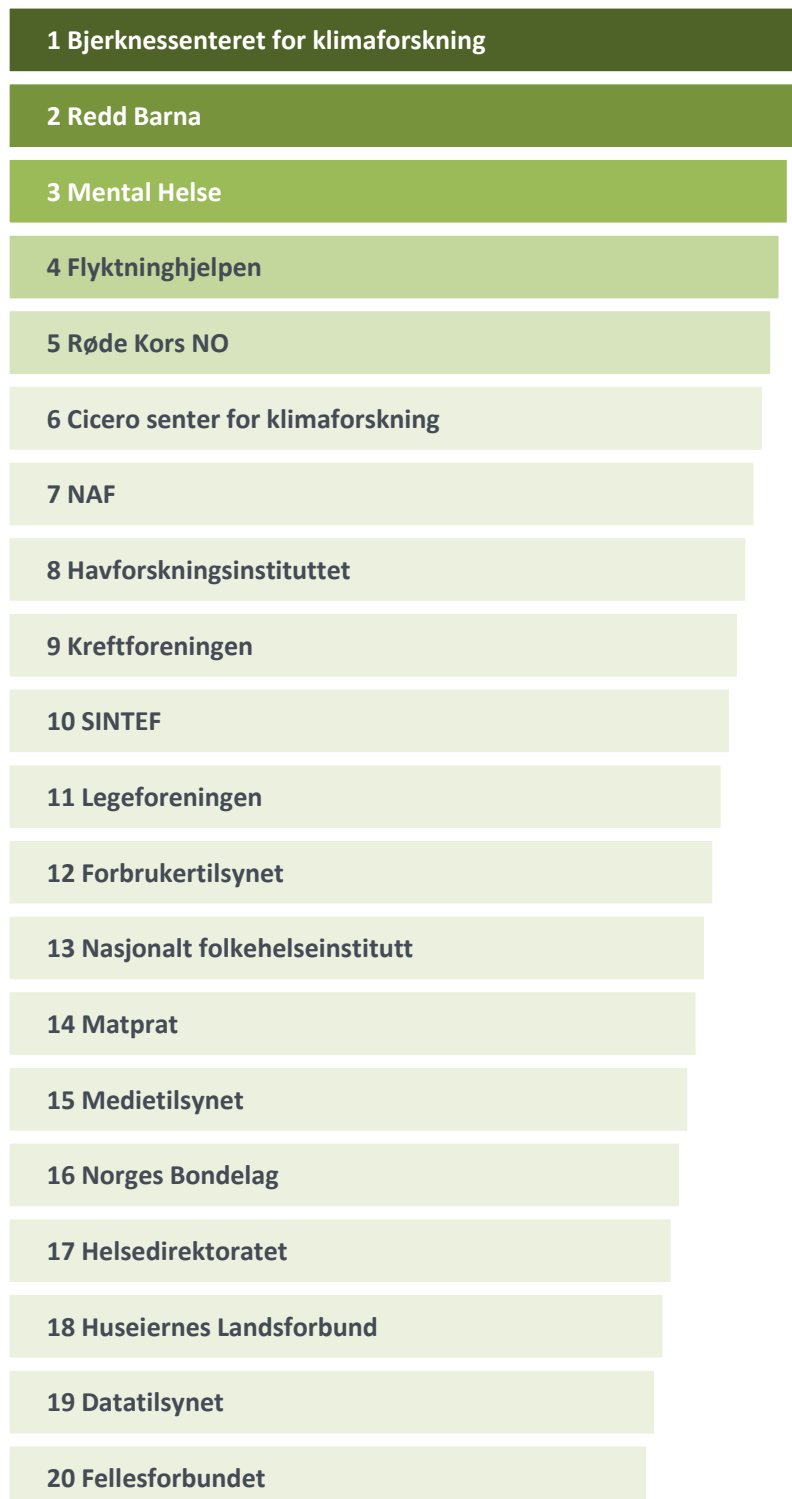 1 Bjerknessenteret for klimaforskning
2 Redd Barna
3 Mental Helse
4 Flyktninghjelpen
5 Røde Kors NO
6 Cicero senter for klimaforskning
7 NAF
8 Havforskningsinstituttet
9 Kreftforeningen
10 SINTEF
11 Legeforeningen
12 Forbrukertilsynet
13 Nasjonalt folkehelseinstitutt
14 Matprat
15 Medietilsynet
16 Norges Bondelag
17 Helsedirektoratet
18 Huseiernes Landsforbund
19 Datatilsynet
20 Fellesforbundet